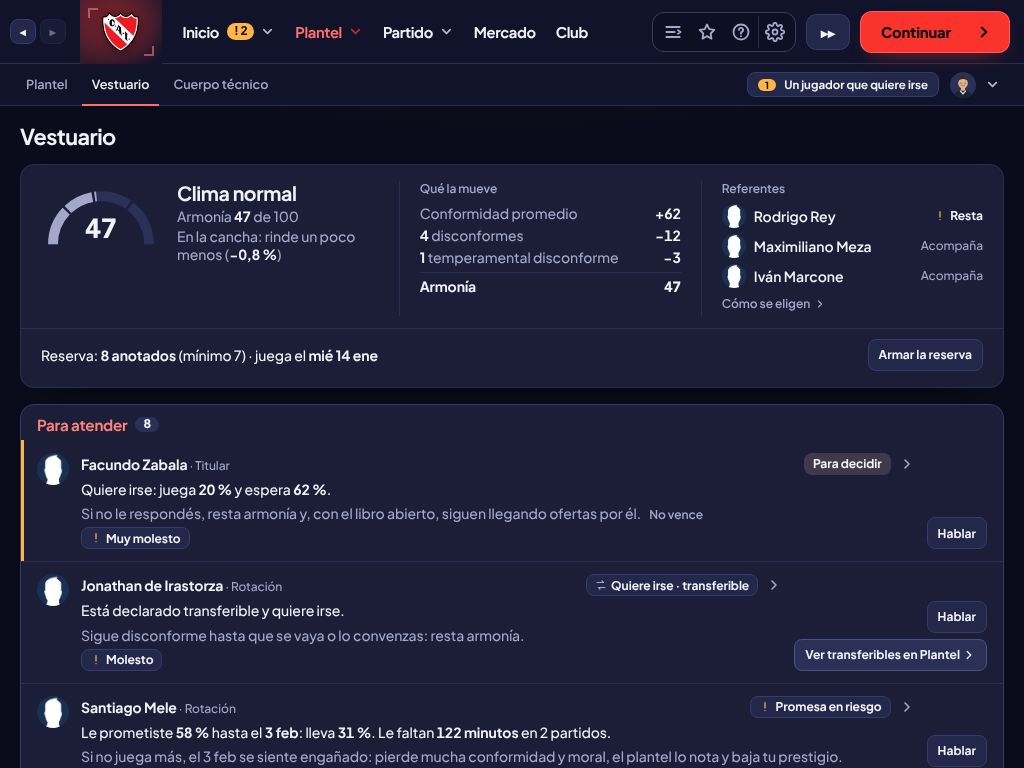 Inicio ! 2 Plantel Partido Mercado Club Continuar
C.A.I.
Plantel Vestuario Cuerpo técnico 1 Un jugador que quiere irse
Vestuario
47
Clima normal
Armonía 47 de 100
En la cancha: rinde un poco
menos (−0,8 %)
Qué la mueve
Conformidad promedio +62
4 disconformes −12
1 temperamental disconforme −3
Armonía 47
Referentes
Rodrigo Rey ! Resta
Maximiliano Meza Acompaña
Iván Marcone Acompaña
Cómo se eligen
Reserva: 8 anotados (mínimo 7) · juega el mié 14 ene
Armar la reserva
Para atender 8
Facundo Zabala · Titular Para decidir
Quiere irse: juega 20 % y espera 62 %.
Si no le respondés, resta armonía y, con el libro abierto, siguen llegando ofertas por él. No vence
! Muy molesto
Hablar
Jonathan de Irastorza · Rotación Quiere irse · transferible
Está declarado transferible y quiere irse.
Sigue disconforme hasta que se vaya o lo convenzas: resta armonía.
! Molesto
Hablar
Ver transferibles en Plantel
Santiago Mele · Rotación ! Promesa en riesgo
Le prometiste 58 % hasta el 3 feb: lleva 31 %. Le faltan 122 minutos en 2 partidos.
Si no juega más, el 3 feb se siente engañado: pierde mucha conformidad y moral, el plantel lo nota y baja tu prestigio.
Hablar